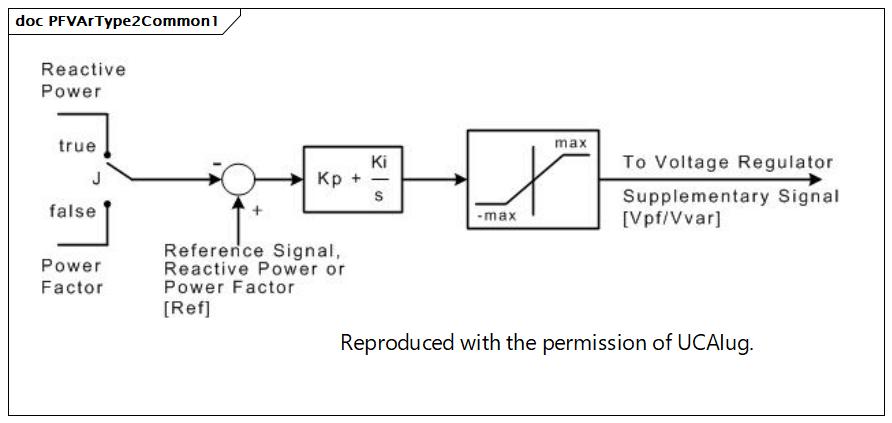 doc PFVArType2Common1
Reactive
Power
true
J
false
Power
Factor
-
+
Reference Signal,
Reactive Power or
Power Factor
[Ref]
Kp + Ki
s
max
-max
To Voltage Regulator
Supplementary Signal
[Vpf/Vvar]
Reproduced with the permission of UCAIug.